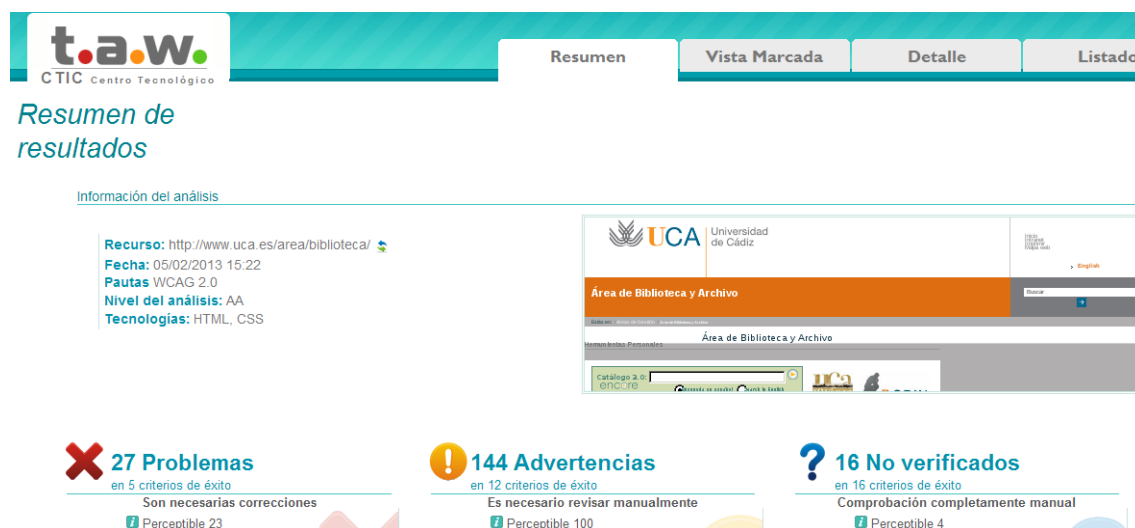 t.a.w.
CTIC Centro Tecnológico
Resumen
Vista Marcada
Detalle
Listado
Resumen de
resultados
Información del análisis
Recurso: http://www.uca.es/area/biblioteca/
Fecha: 05/02/2013 15:22
Pautas WCAG 2.0
Nivel del análisis: AA
Tecnologías: HTML, CSS
UCA Universidad
de Cádiz
English
Área de Biblioteca y Archivo
Buscar
Área de Biblioteca y Archivo
Herramientas Personales
Catálogo 2.0:
encore
uca
27 Problemas
en 5 criterios de éxito
Son necesarias correcciones
Perceptible 23
144 Advertencias
en 12 criterios de éxito
Es necesario revisar manualmente
Perceptible 100
16 No verificados
en 16 criterios de éxito
Comprobación completamente manual
Perceptible 4